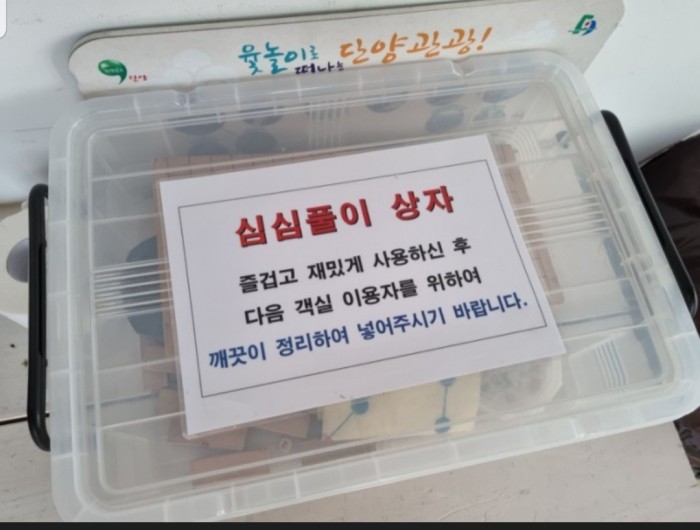 윷놀이로
떠나는 단양관광!
단양
심심풀이 상자
즐겁고 재밌게 사용하신 후
다음 객실 이용자를 위하여
깨끗이 정리하여 넣어주시기 바랍니다.